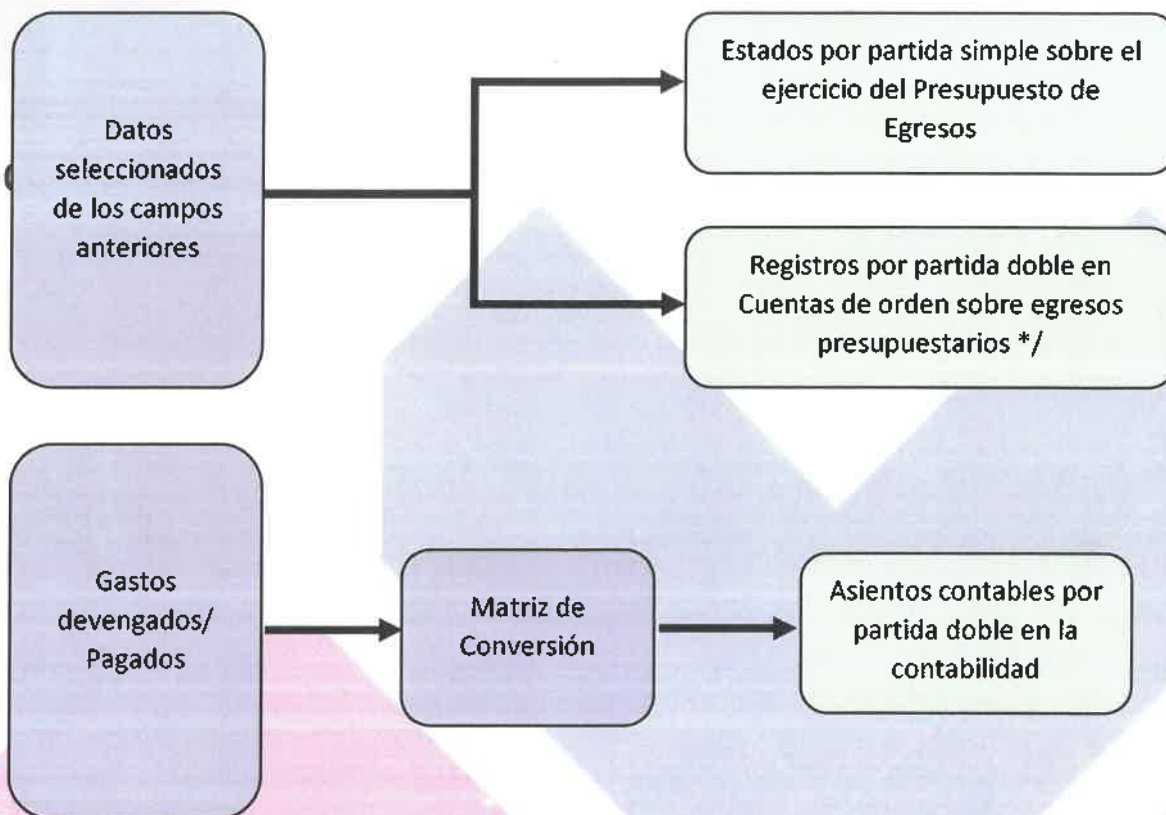 Datos
seleccionados
de los campos
anteriores
Estados por partida simple sobre el
ejercicio del Presupuesto de
Egresos
Registros por partida doble en
Cuentas de orden sobre egresos
presupuestarios */
Gastos
devengados/
Pagados
Matriz de
Conversión
Asientos contables por
partida doble en la
contabilidad